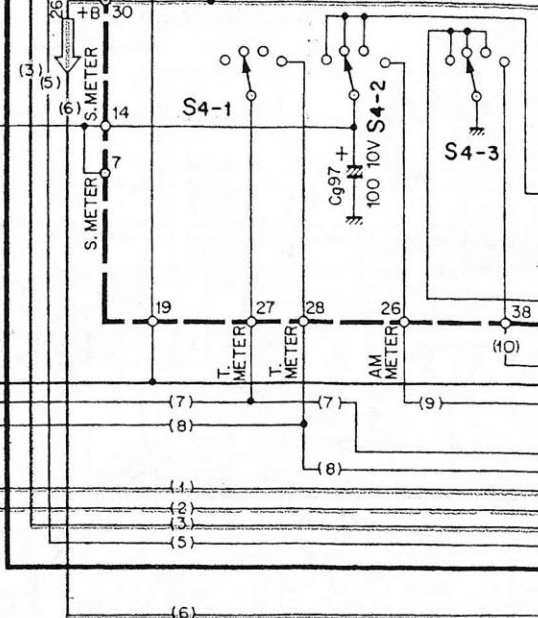 26
+B
30
(3)
(5)
(6)
S. METER
14
S4-1
S4-2
+
Cg97
100 10V
S4-3
7
S. METER
19
27
28
26
38
T. METER
T. METER
AM METER
(10)
(7)
(7)
(9)
(8)
(8)
(1)
(2)
(3)
(5)
(6)